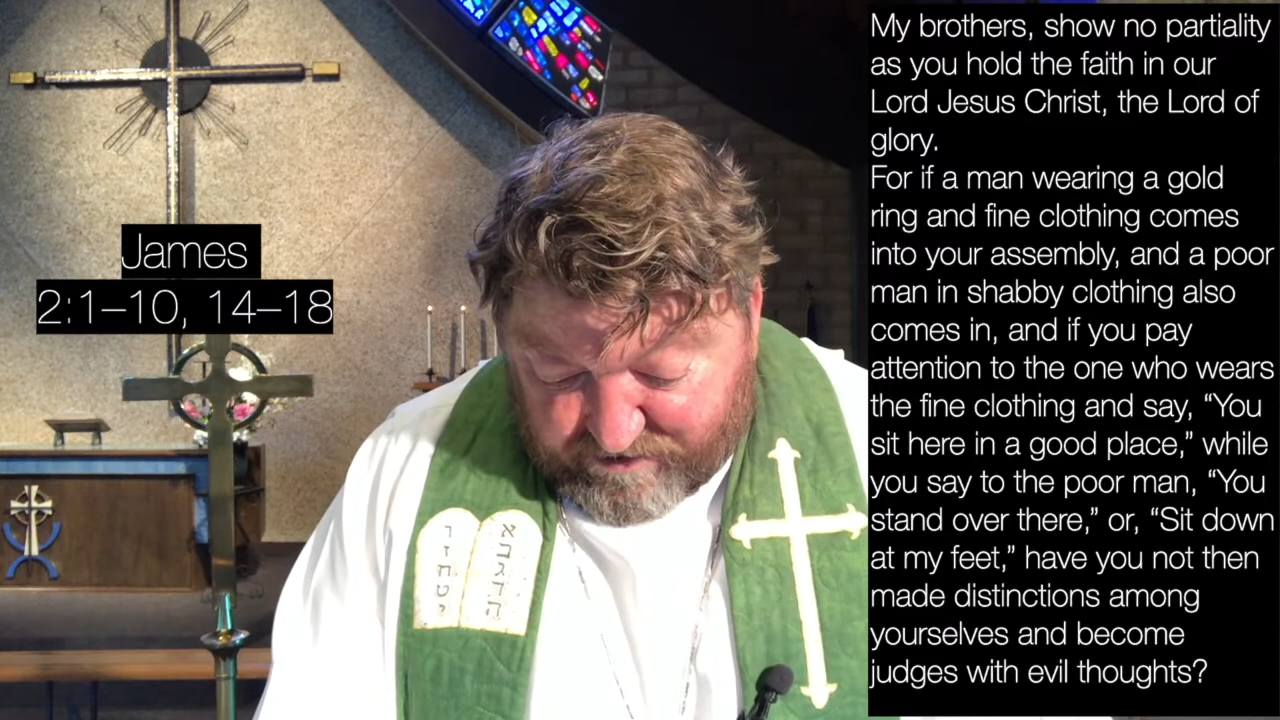 James
2:1–10, 14–18
My brothers, show no partiality
as you hold the faith in our
Lord Jesus Christ, the Lord of
glory.
For if a man wearing a gold
ring and fine clothing comes
into your assembly, and a poor
man in shabby clothing also
comes in, and if you pay
attention to the one who wears
the fine clothing and say, “You
sit here in a good place,” while
you say to the poor man, “You
stand over there,” or, “Sit down
at my feet,” have you not then
made distinctions among
yourselves and become
judges with evil thoughts?
א
ב
ג
ד
ה
ו
ז
ח
ט
י